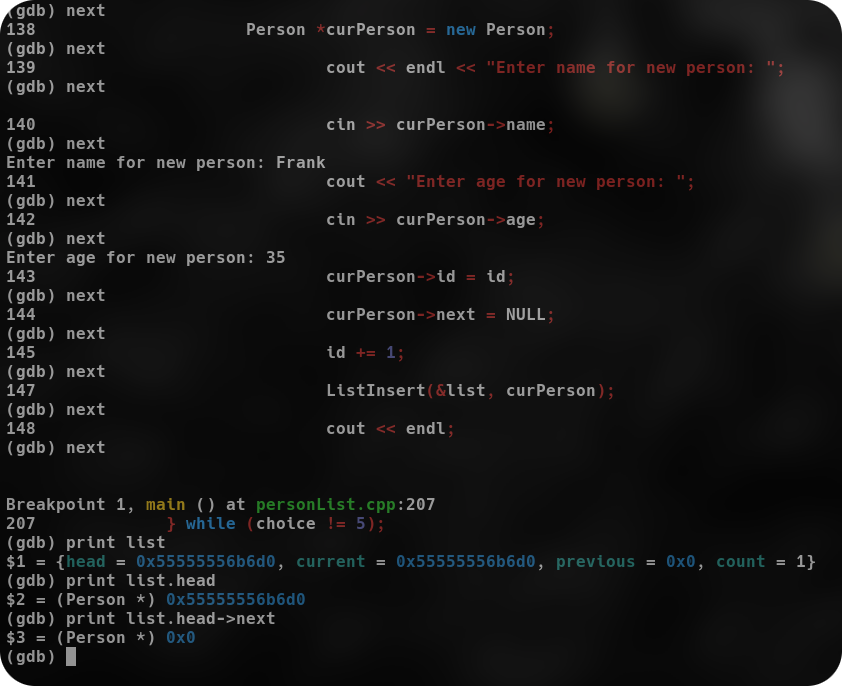 (gdb) next
138                     Person *curPerson = new Person;
(gdb) next
139                             cout << endl << "Enter name for new person: ";
(gdb) next

140                             cin >> curPerson->name;
(gdb) next
Enter name for new person: Frank
141                             cout << "Enter age for new person: ";
(gdb) next
142                             cin >> curPerson->age;
(gdb) next
Enter age for new person: 35
143                             curPerson->id = id;
(gdb) next
144                             curPerson->next = NULL;
(gdb) next
145                             id += 1;
(gdb) next
147                             ListInsert(&list, curPerson);
(gdb) next
148                             cout << endl;
(gdb) next


Breakpoint 1, main () at personList.cpp:207
207             } while (choice != 5);
(gdb) print list
$1 = {head = 0x55555556b6d0, current = 0x55555556b6d0, previous = 0x0, count = 1}
(gdb) print list.head
$2 = (Person *) 0x55555556b6d0
(gdb) print list.head->next
$3 = (Person *) 0x0
(gdb)